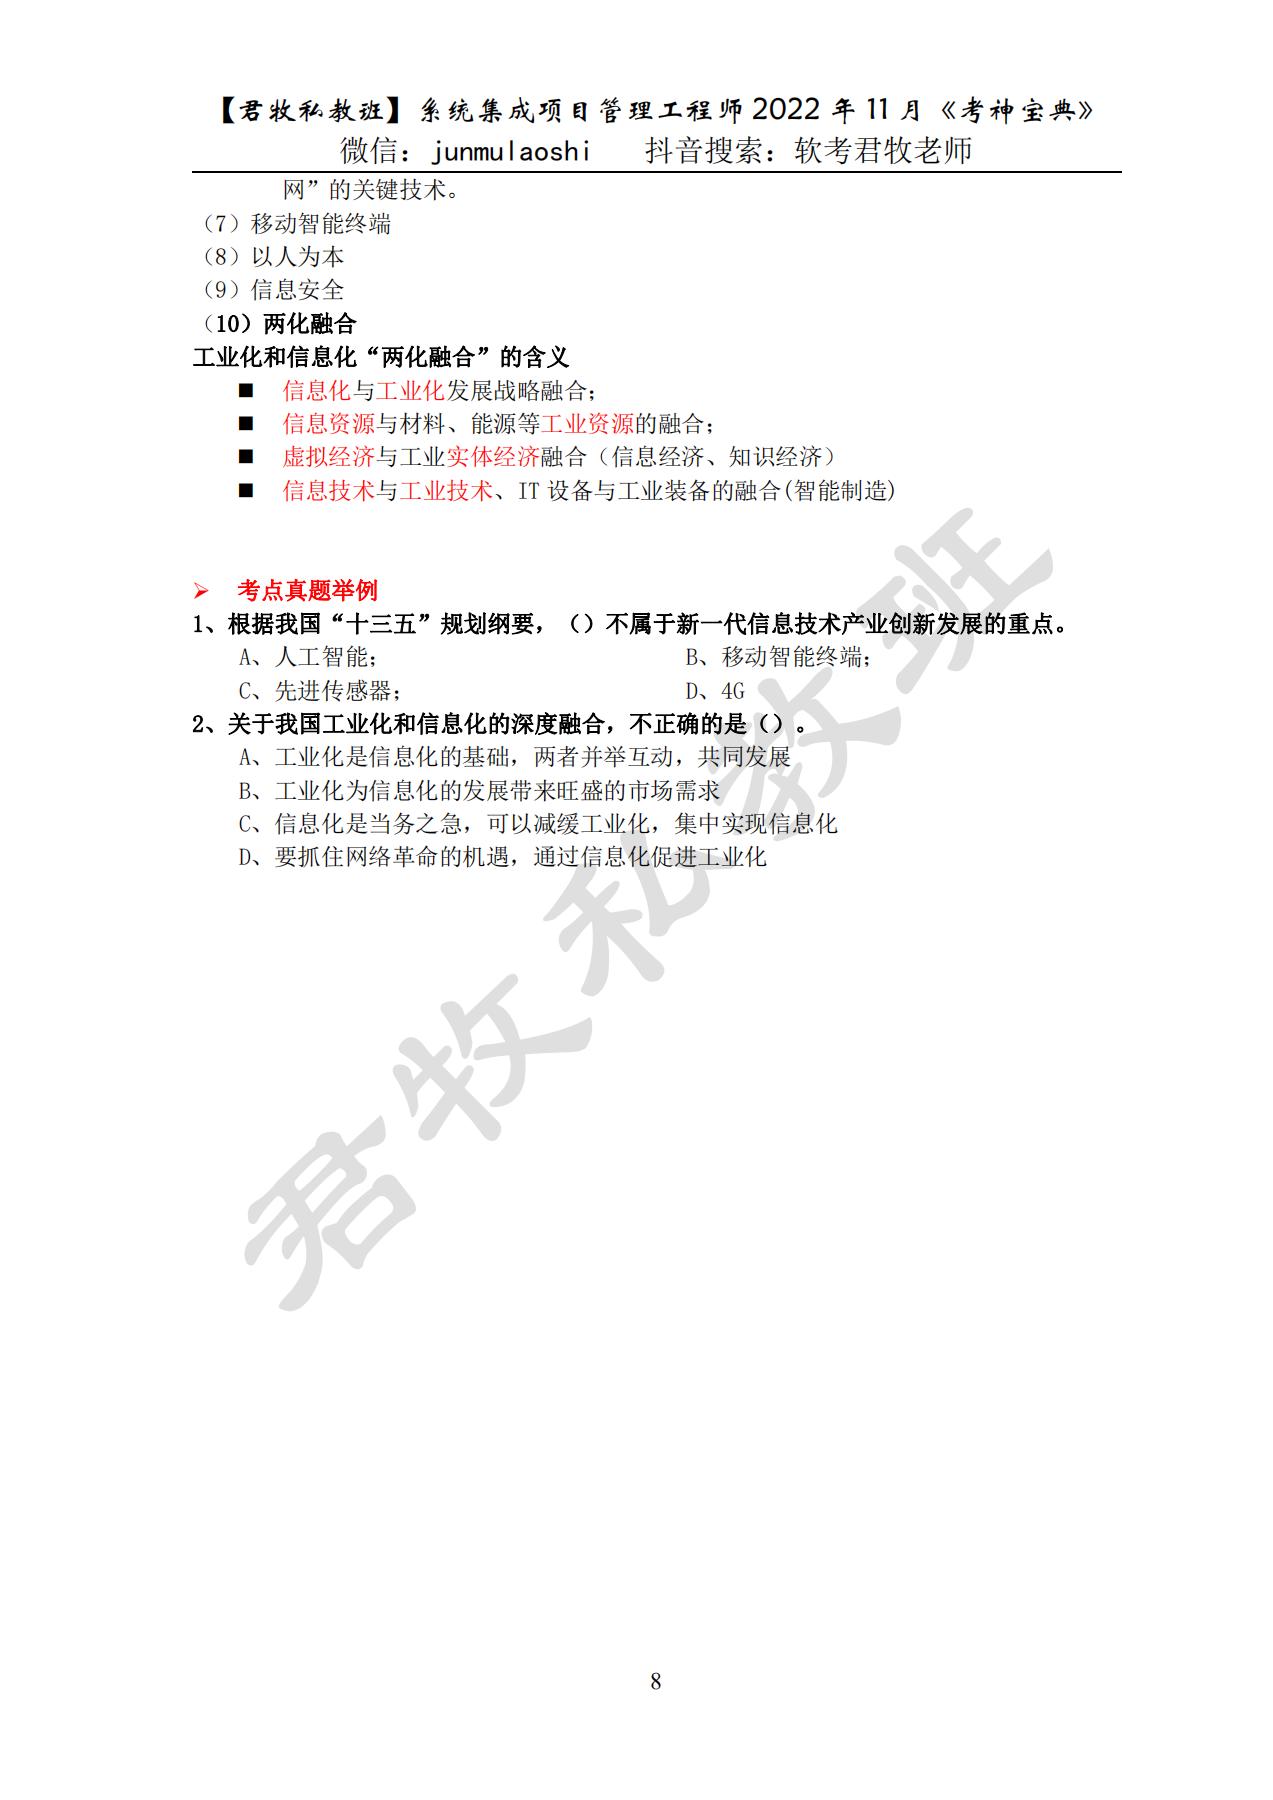 【君牧私教班】系统集成项目管理工程师 2022 年 11 月《考神宝典》
微信：junmulaoshi 抖音搜索：软考君牧老师
网”的关键技术。
（7）移动智能终端
（8）以人为本
（9）信息安全
（10）两化融合
工业化和信息化“两化融合”的含义
■ 信息化与工业化发展战略融合；
■ 信息资源与材料、能源等工业资源的融合；
■ 虚拟经济与工业实体经济融合（信息经济、知识经济）
■ 信息技术与工业技术、IT 设备与工业装备的融合(智能制造)
➢ 考点真题举例
1、根据我国“十三五”规划纲要，（）不属于新一代信息技术产业创新发展的重点。
A、人工智能； B、移动智能终端；
C、先进传感器； D、4G
2、关于我国工业化和信息化的深度融合，不正确的是（）。
A、工业化是信息化的基础，两者并举互动，共同发展
B、工业化为信息化的发展带来旺盛的市场需求
C、信息化是当务之急，可以减缓工业化，集中实现信息化
D、要抓住网络革命的机遇，通过信息化促进工业化
君牧私教班
8